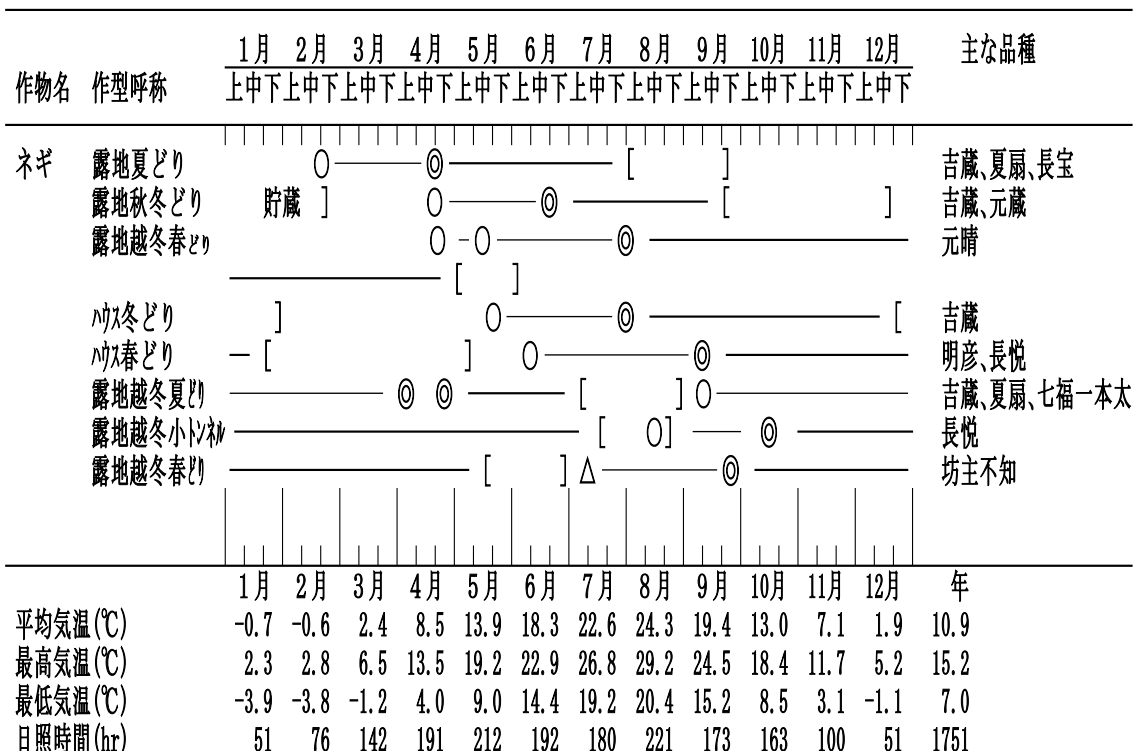 1月 2月 3月 4月 5月 6月 7月 8月 9月 10月 11月 12月 主な品種
作物名 作型呼称 上中下上中下上中下上中下上中下上中下上中下上中下上中下上中下上中下上中下
ネギ 露地夏どり ○ ◎ [ ] 吉蔵、夏扇、長宝
露地秋冬どり 貯蔵 ] ○ ◎ [ ] 吉蔵、元蔵
露地越冬春どり ○ ○ ◎ 元晴
[ ]
ハウス冬どり ] ○ ◎ [ 吉蔵
ハウス春どり [ ] ○ ◎ 明彦、長悦
露地越冬夏どり ◎ ◎ [ ] ○ 吉蔵、夏扇、七福一本太
露地越冬小トンネル [ ○ ] ◎ 長悦
露地越冬春どり [ ] △ ◎ 坊主不知
1月 2月 3月 4月 5月 6月 7月 8月 9月 10月 11月 12月 年
平均気温(℃) -0.7 -0.6 2.4 8.5 13.9 18.3 22.6 24.3 19.4 13.0 7.1 1.9 10.9
最高気温(℃) 2.3 2.8 6.5 13.5 19.2 22.9 26.8 29.2 24.5 18.4 11.7 5.2 15.2
最低気温(℃) -3.9 -3.8 -1.2 4.0 9.0 14.4 19.2 20.4 15.2 8.5 3.1 -1.1 7.0
日照時間(hr) 51 76 142 191 212 192 180 221 173 163 100 51 1751